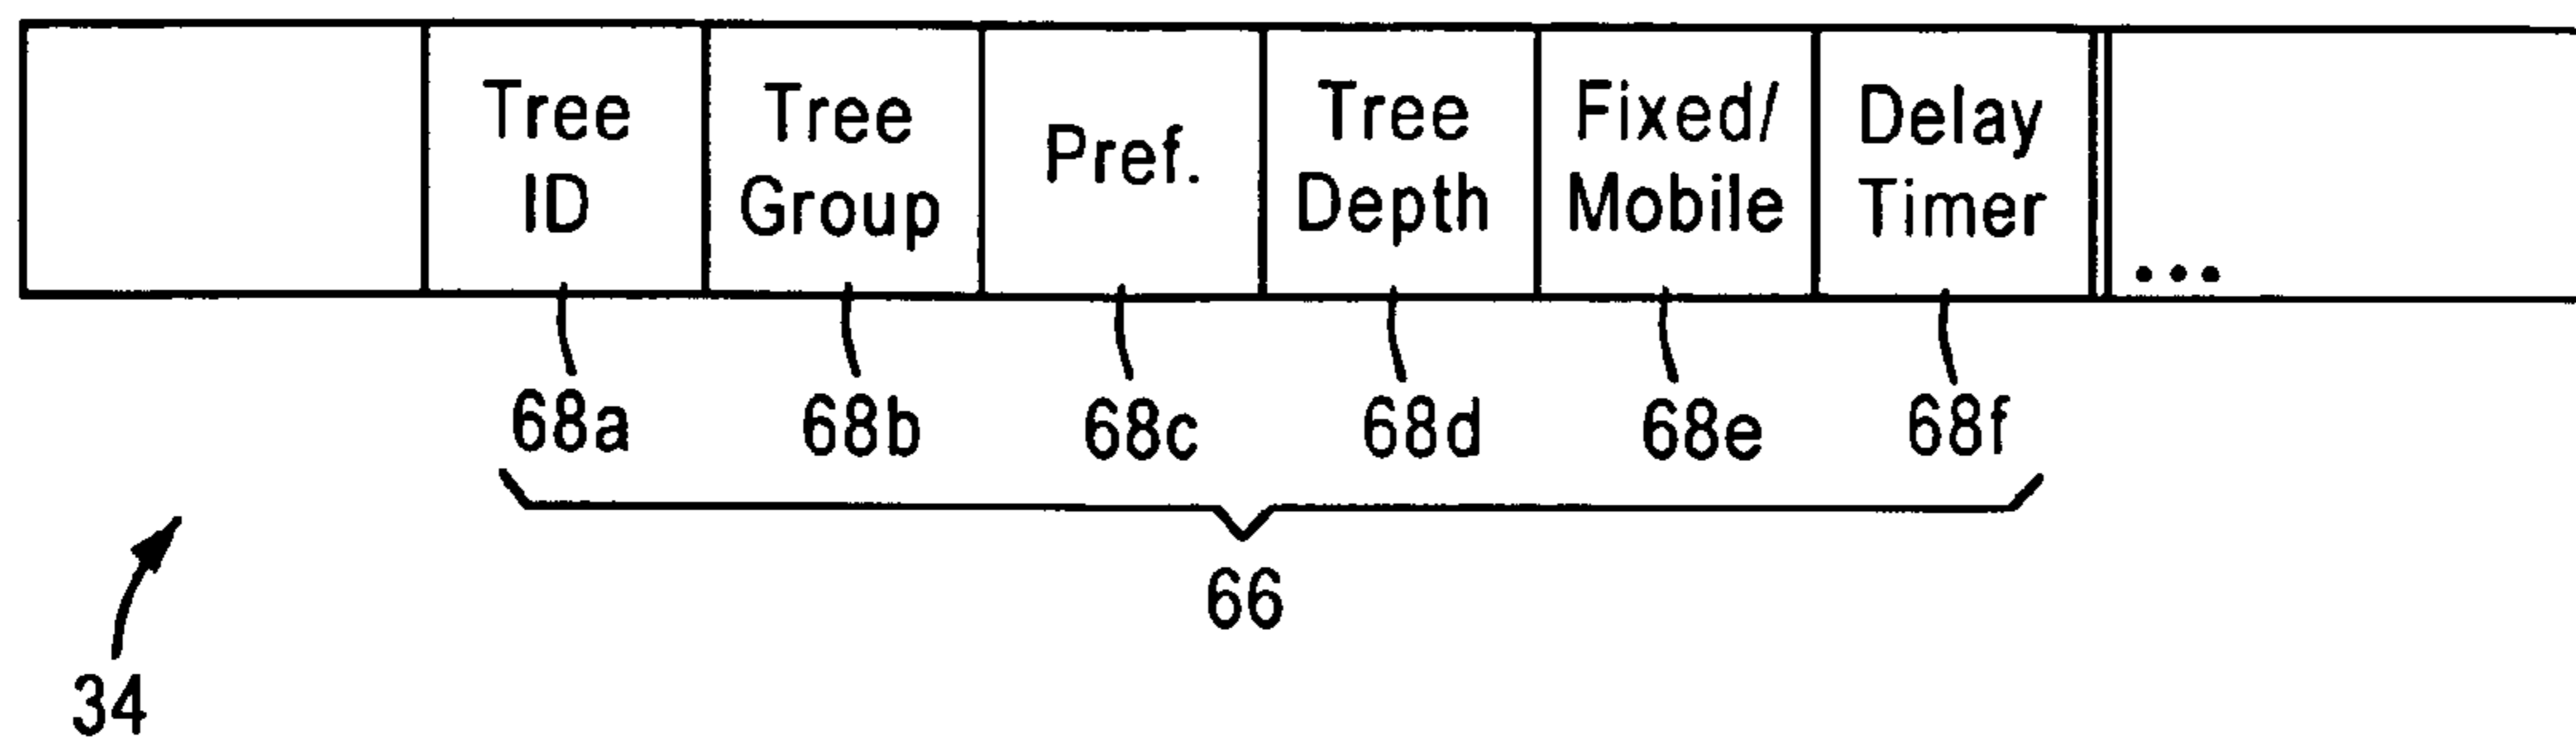 Tree ID
Tree Group
Pref.
Tree Depth
Fixed/ Mobile
Delay Timer
...
68a 68b 68c 68d 68e 68f
66
34